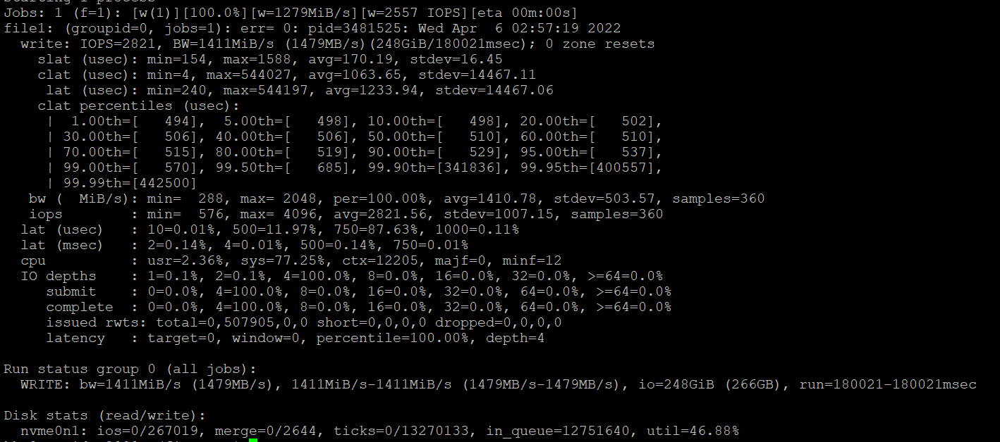 Jobs: 1 (f=1): [w(1)][100.0%][w=1279MiB/s][w=2557 IOPS][eta 00m:00s]
file1: (groupid=0, jobs=1): err= 0: pid=3481525: Wed Apr  6 02:57:19 2022
  write: IOPS=2821, BW=1411MiB/s (1479MB/s)(248GiB/180021msec); 0 zone resets
    slat (usec): min=154, max=1588, avg=170.19, stdev=16.45
    clat (usec): min=4, max=544027, avg=1063.65, stdev=14467.11
     lat (usec): min=240, max=544197, avg=1233.94, stdev=14467.06
    clat percentiles (usec):
     |  1.00th=[   494],  5.00th=[   498], 10.00th=[   498], 20.00th=[   502],
     | 30.00th=[   506], 40.00th=[   506], 50.00th=[   510], 60.00th=[   510],
     | 70.00th=[   515], 80.00th=[   519], 90.00th=[   529], 95.00th=[   537],
     | 99.00th=[   570], 99.50th=[   685], 99.90th=[341836], 99.95th=[400557],
     | 99.99th=[442500]
   bw (  MiB/s): min=  288, max= 2048, per=100.00%, avg=1410.78, stdev=503.57, samples=360
   iops        : min=  576, max= 4096, avg=2821.56, stdev=1007.15, samples=360
  lat (usec)   : 10=0.01%, 500=11.97%, 750=87.63%, 1000=0.11%
  lat (msec)   : 2=0.14%, 4=0.01%, 500=0.14%, 750=0.01%
  cpu          : usr=2.36%, sys=77.25%, ctx=12205, majf=0, minf=12
  IO depths    : 1=0.1%, 2=0.1%, 4=100.0%, 8=0.0%, 16=0.0%, 32=0.0%, >=64=0.0%
     submit    : 0=0.0%, 4=100.0%, 8=0.0%, 16=0.0%, 32=0.0%, 64=0.0%, >=64=0.0%
     complete  : 0=0.0%, 4=100.0%, 8=0.0%, 16=0.0%, 32=0.0%, 64=0.0%, >=64=0.0%
     issued rwts: total=0,507905,0,0 short=0,0,0,0 dropped=0,0,0,0
     latency   : target=0, window=0, percentile=100.00%, depth=4
Run status group 0 (all jobs):
  WRITE: bw=1411MiB/s (1479MB/s), 1411MiB/s-1411MiB/s (1479MB/s-1479MB/s), io=248GiB (266GB), run=180021-180021msec
Disk stats (read/write):
  nvme0n1: ios=0/267019, merge=0/2644, ticks=0/13270133, in_queue=12751640, util=46.88%